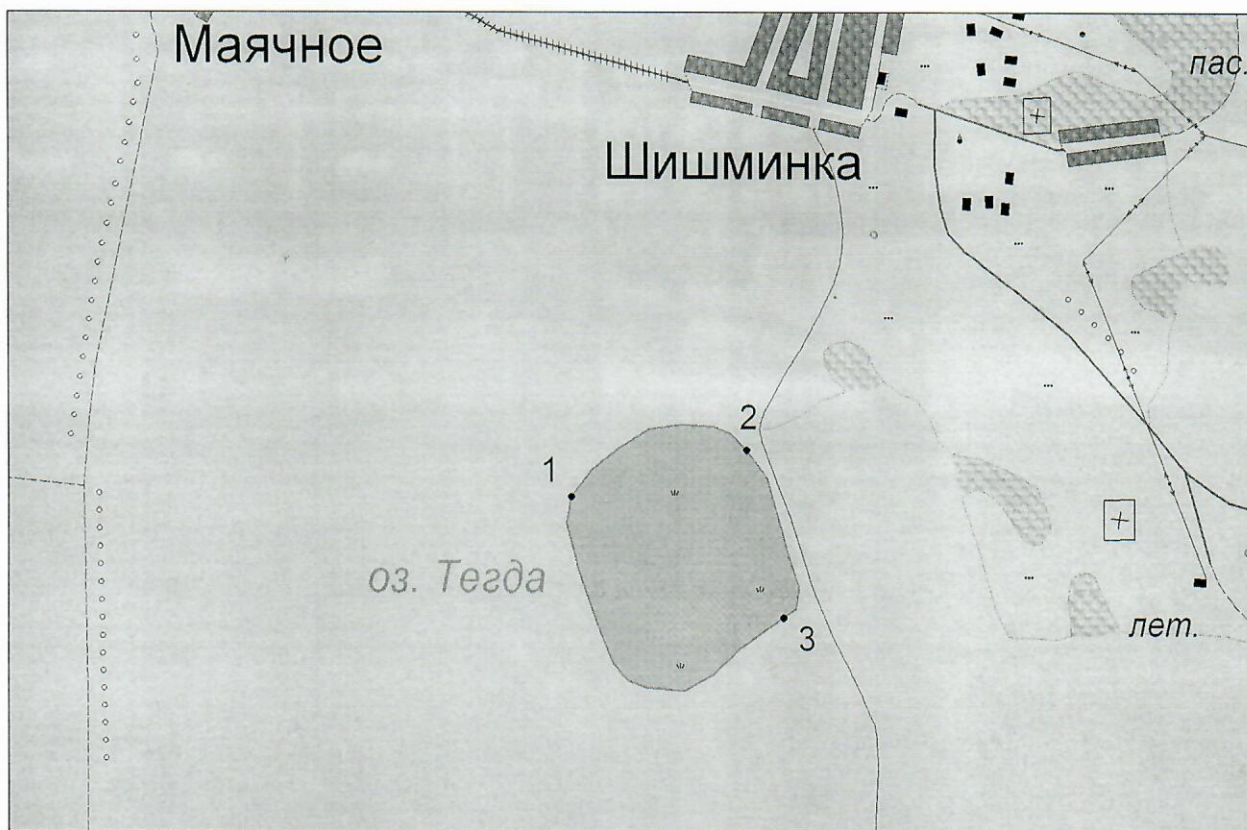 Маячное
пас.
Шишминка
2
1
оз. Тегда
3
лет.